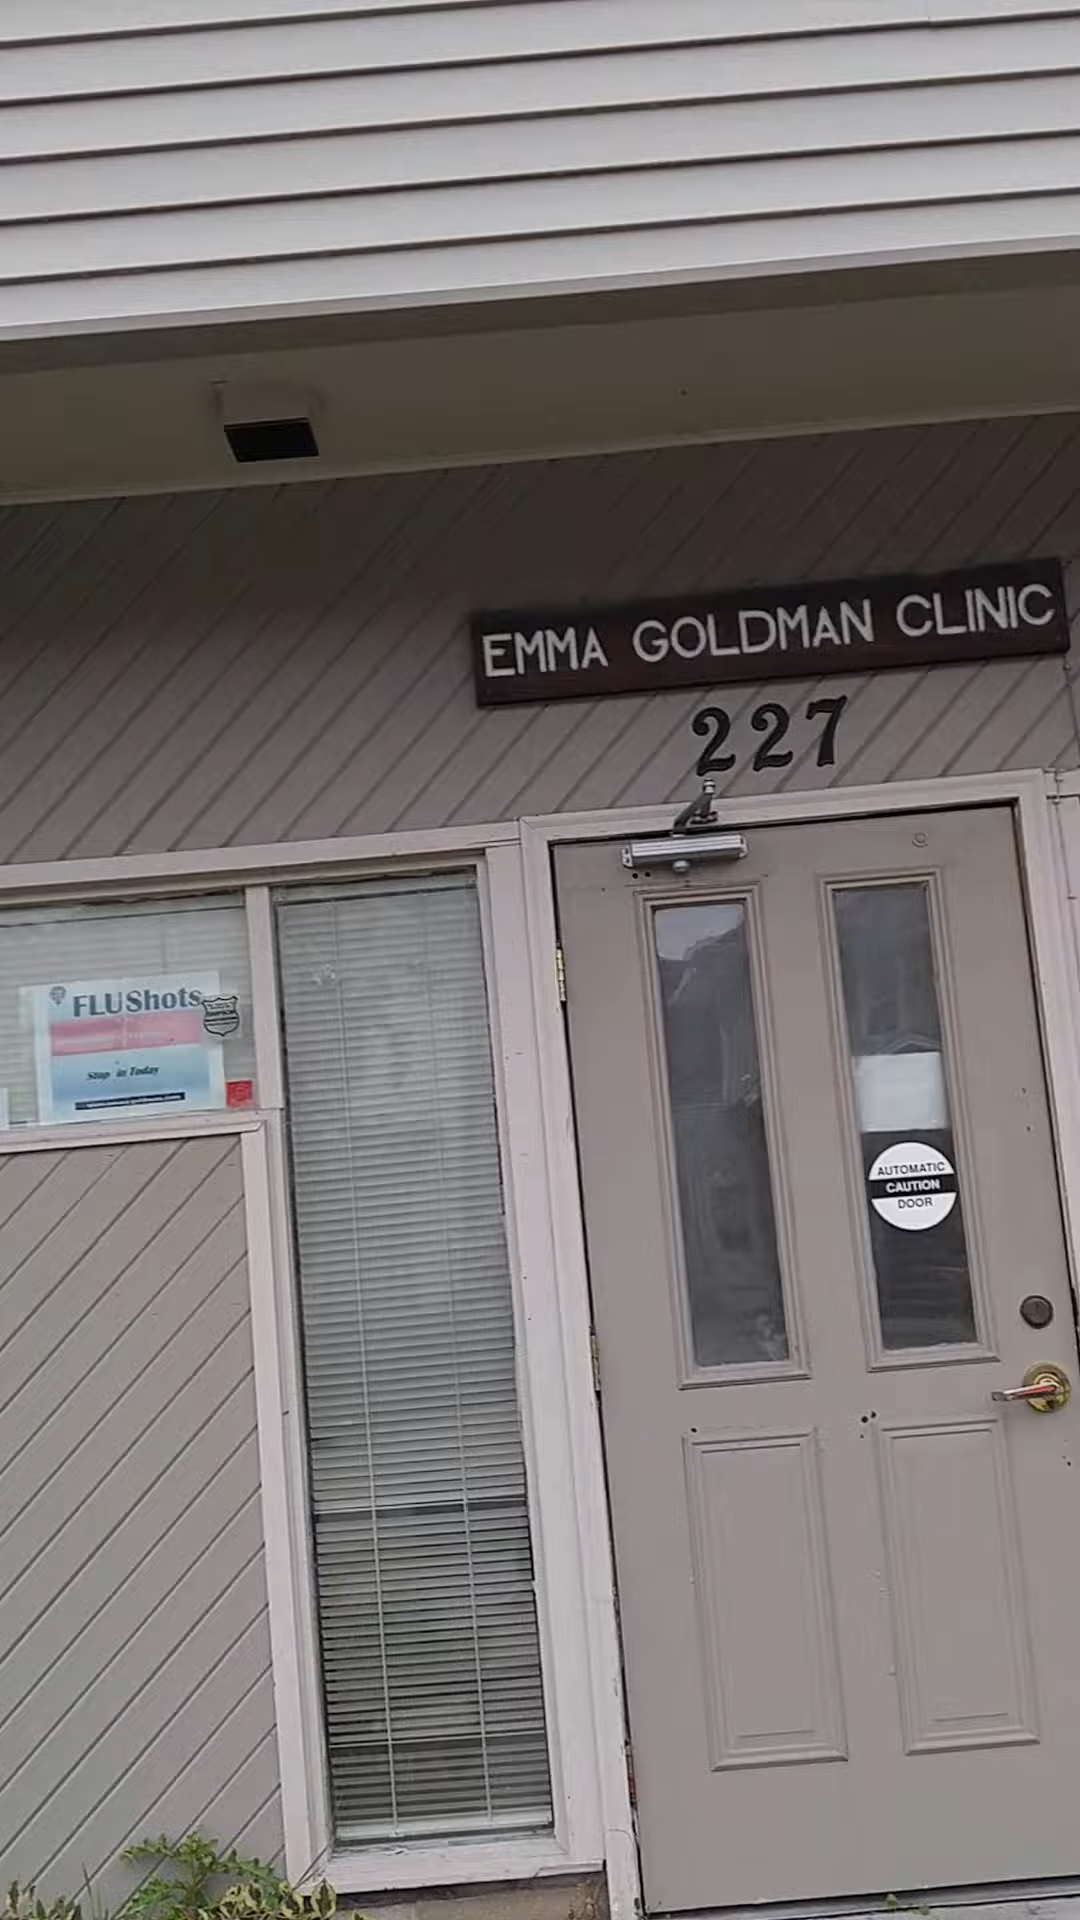 EMMA GOLDMAN CLINIC
227
FLUShots
Stop in Today
AUTOMATIC
CAUTION
DOOR